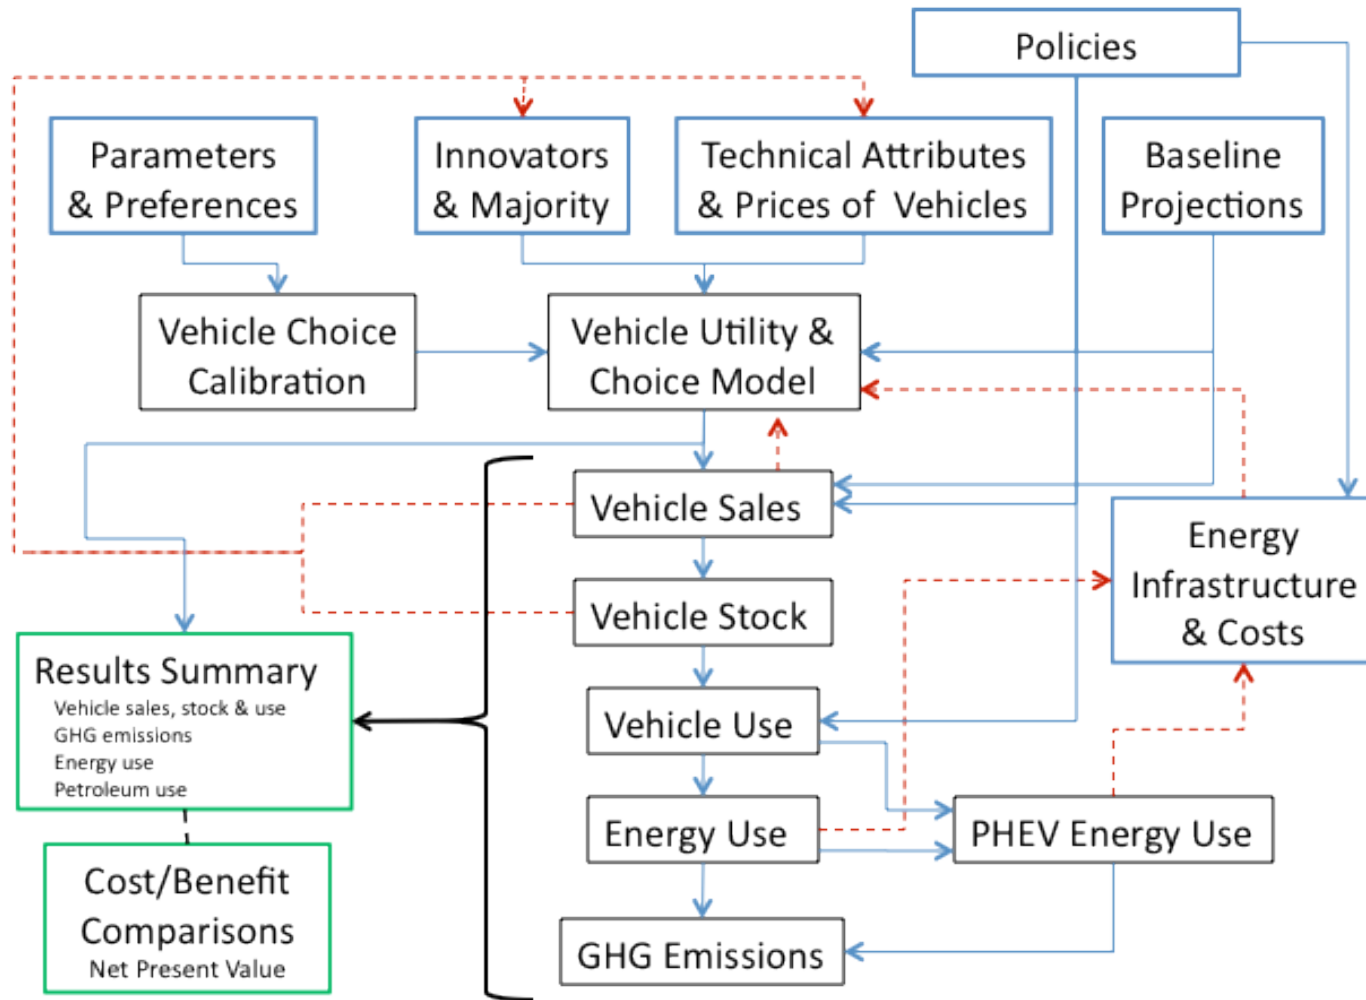 Policies
Parameters
& Preferences
Innovators
& Majority
Technical Attributes
& Prices of Vehicles
Baseline
Projections
Vehicle Choice
Calibration
Vehicle Utility &
Choice Model
Vehicle Sales
Energy
Infrastructure
& Costs
Vehicle Stock
Results Summary
Vehicle sales, stock & use
GHG emissions
Energy use
Petroleum use
Vehicle Use
Energy Use
PHEV Energy Use
Cost/Benefit
Comparisons
Net Present Value
GHG Emissions